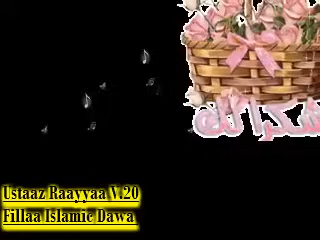 شكرا لك
Ustaaz Raayyaa V.20
Fillaa Islamic Dawa